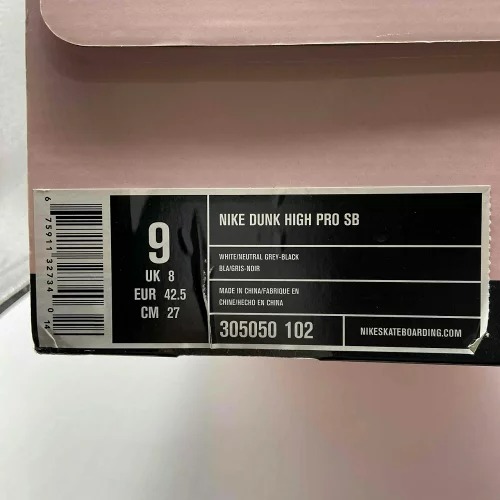 6 75911 32734 0 14
9
UK 8
EUR 42.5
CM 27
NIKE DUNK HIGH PRO SB
WHITE/NEUTRAL GREY-BLACK
BLA/GRIS-NOIR
MADE IN CHINA/FABRIQUE EN
CHINE/HECHO EN CHINA
305050 102
NIKESKATEBOARDING.COM